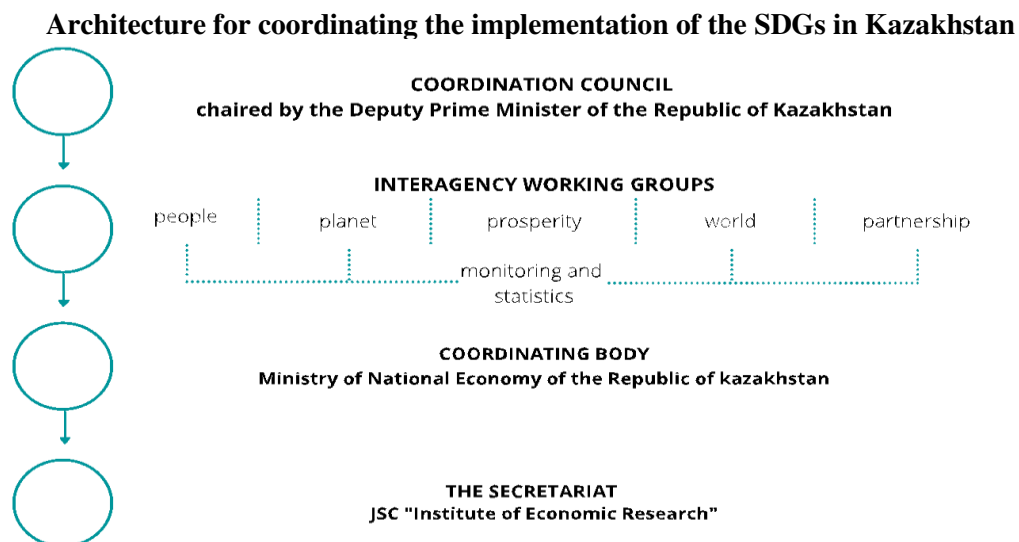 Architecture for coordinating the implementation of the SDGs in Kazakhstan
COORDINATION COUNCIL
chaired by the Deputy Prime Minister of the Republic of Kazakhstan
INTERAGENCY WORKING GROUPS
people planet prosperity world partnership
monitoring and
statistics
COORDINATING BODY
Ministry of National Economy of the Republic of kazakhstan
THE SECRETARIAT
JSC "Institute of Economic Research"